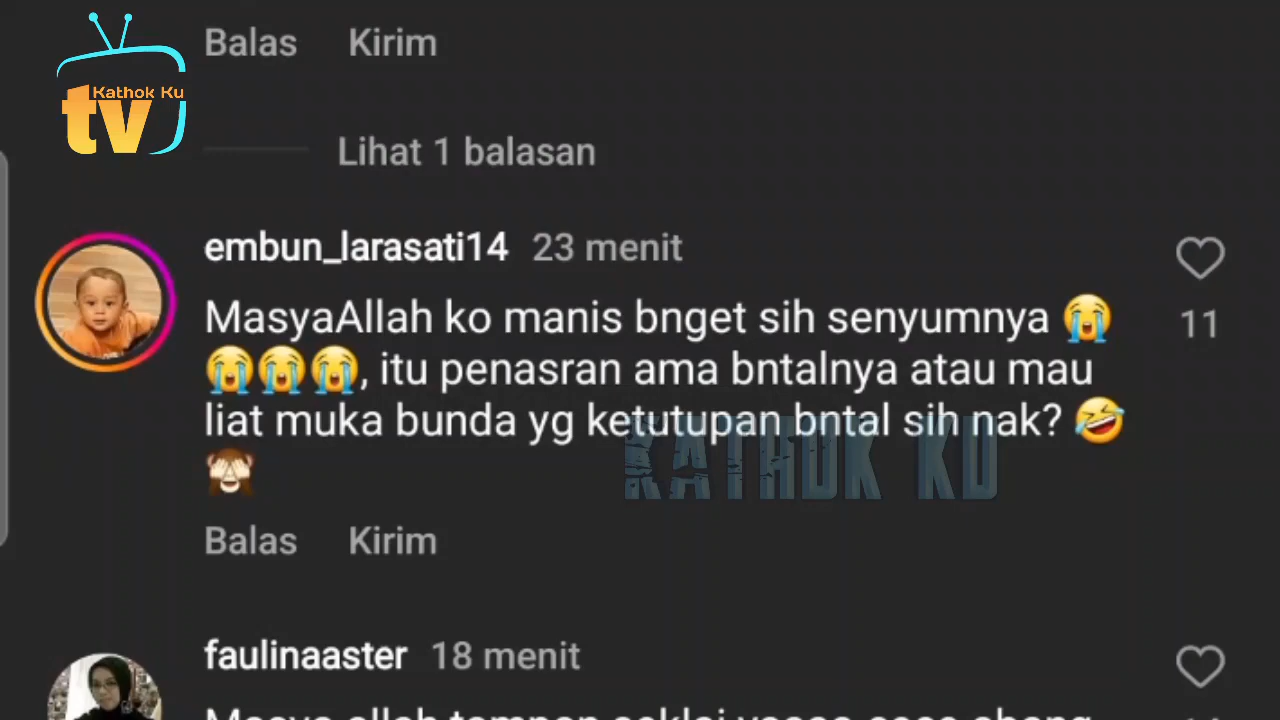 Balas Kirim
Kathok Ku
tv
Lihat 1 balasan
embun_larasati14 23 menit
MasyaAllah ko manis bnget sih senyumnya 😭
😭😭😭, itu penasran ama bntalnya atau mau
liat muka bunda yg ketutupan bntal sih nak? 🤣
🙈
11
KATHOK KU
Balas Kirim
faulinaaster 18 menit